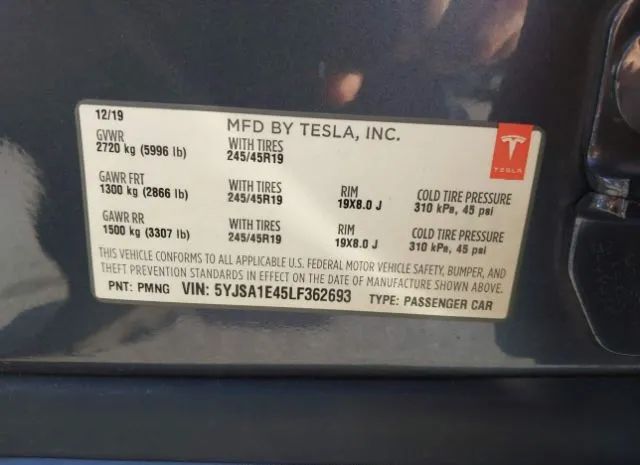 12/19
MFD BY TESLA, INC.
TESLA
GVWR WITH TIRES
2720 kg (5996 lb) 245/45R19
GAWR FRT WITH TIRES RIM COLD TIRE PRESSURE
1300 kg (2866 lb) 245/45R19 19X8.0 J 310 kPa, 45 psi
GAWR RR WITH TIRES RIM COLD TIRE PRESSURE
1500 kg (3307 lb) 245/45R19 19X8.0 J 310 kPa, 45 psi
THIS VEHICLE CONFORMS TO ALL APPLICABLE U.S. FEDERAL MOTOR VEHICLE SAFETY, BUMPER, AND
THEFT PREVENTION STANDARDS IN EFFECT ON THE DATE OF MANUFACTURE SHOWN ABOVE.
PNT: PMNG VIN: 5YJSA1E45LF362693 TYPE: PASSENGER CAR